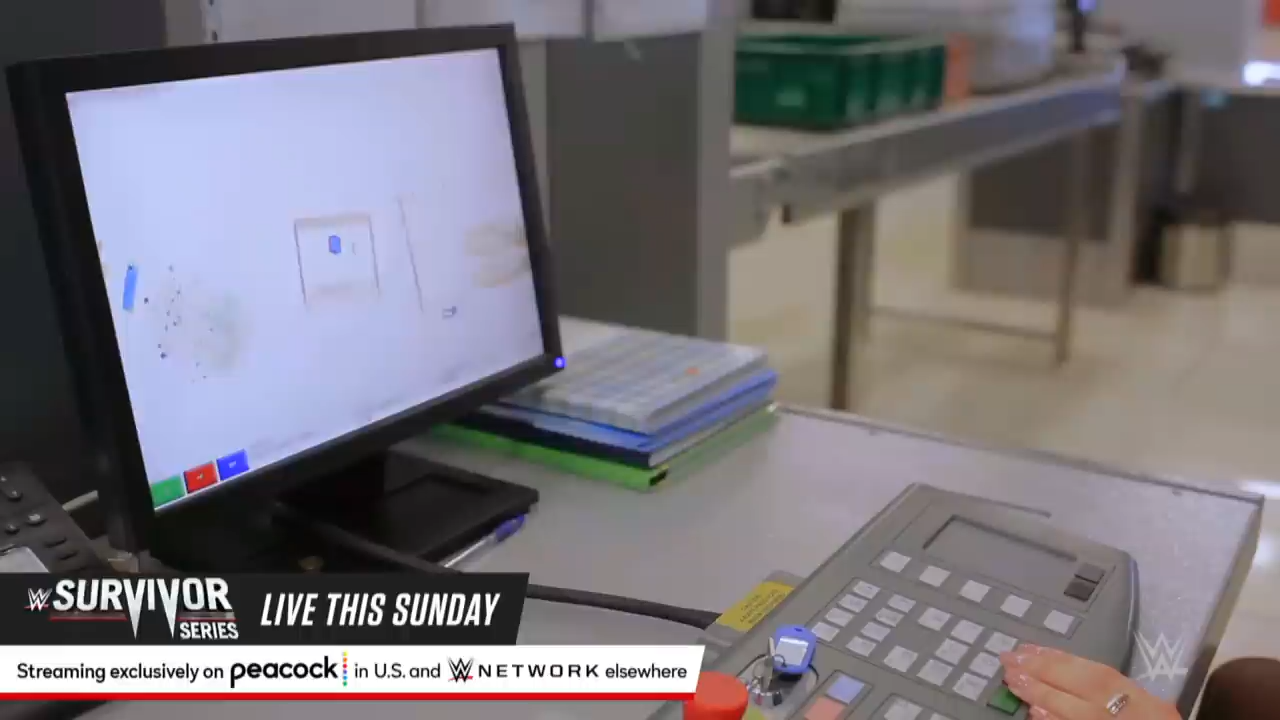 W SURVIVOR
SERIES
LIVE THIS SUNDAY
Streaming exclusively on peacock in U.S. and W NETWORK elsewhere
W